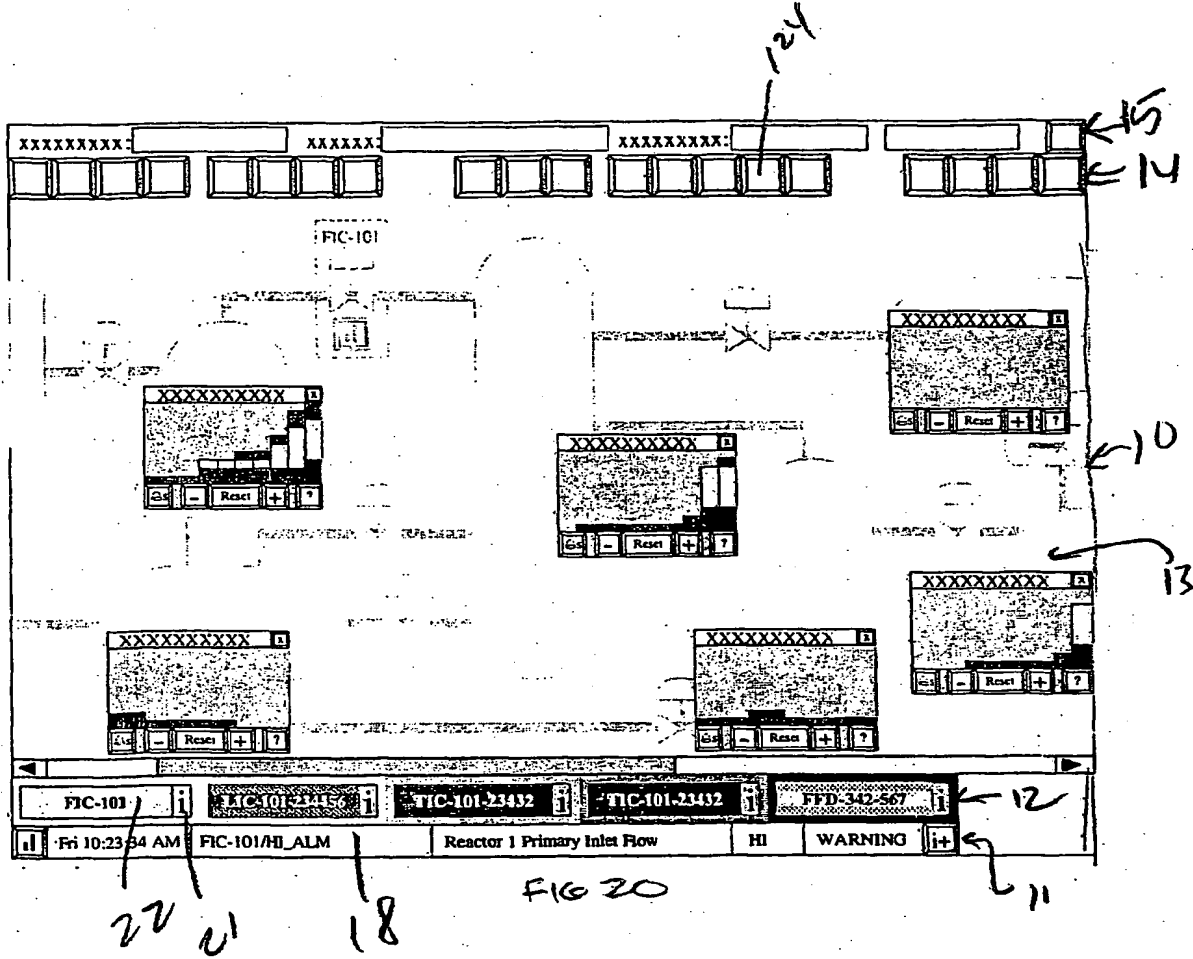 124
XXXXXXXXX: XXXXXX: XXXXXXXXX: 15
14
FIC-101
XXXXXXXXXX x
Reset + ?
- Reset + ?
10
XXXXXXXXXX x
- Reset + ?
XXXXXXXXXX x
- Reset + ?
13
XXXXXXXXXX x
- Reset + ?
XXXXXXXXXX x
- Reset + ?
XXXXXXXXXX x
FIC-101 i LIC-101-234456 i TIC-101-23432 i TIC-101-23432 i FFD-342-567 i 12
Fri 10:23:34 AM FIC-101/HI_ALM Reactor 1 Primary Inlet Flow HI WARNING i+
11
FIG 20
22 21 18